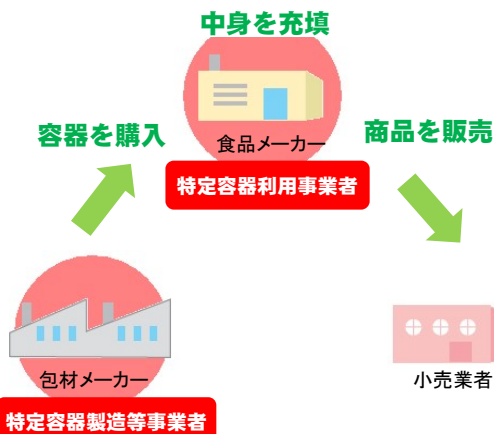 中身を充填
容器を購入
食品メーカー
商品を販売
特定容器利用事業者
包材メーカー
小売業者
特定容器製造等事業者